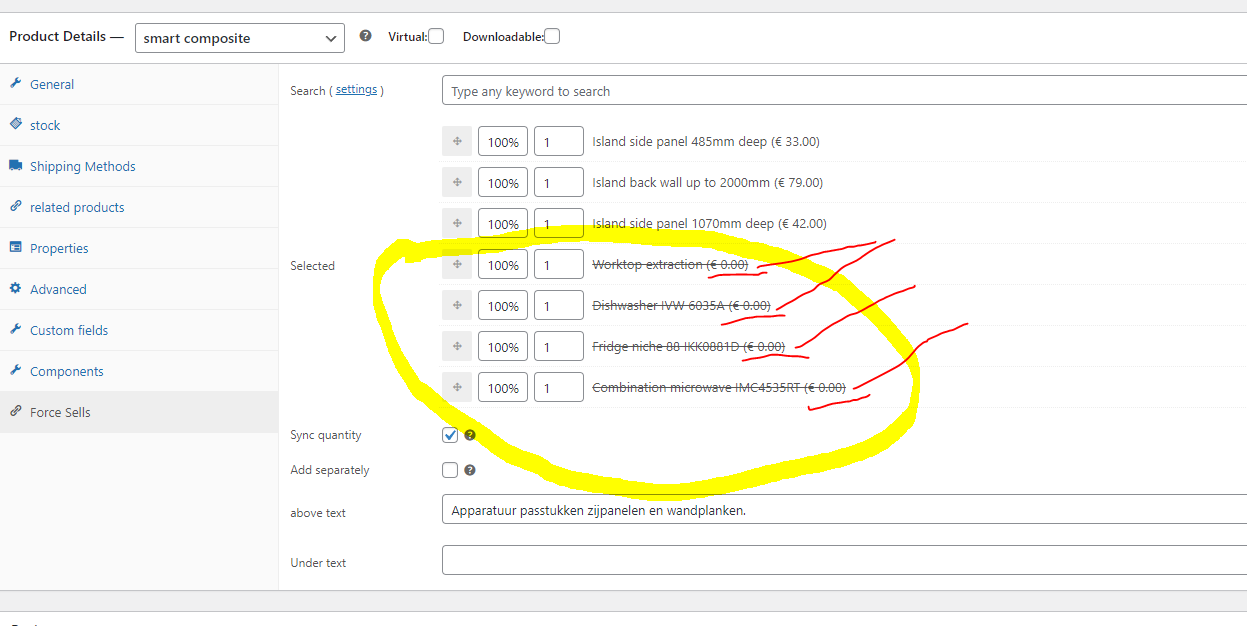 Product Details — smart composite Virtual: Downloadable:
General
stock
Shipping Methods
related products
Properties
Advanced
Custom fields
Components
Force Sells
Search ( settings ) Type any keyword to search
100% 1 Island side panel 485mm deep (€ 33.00)
100% 1 Island back wall up to 2000mm (€ 79.00)
100% 1 Island side panel 1070mm deep (€ 42.00)
Selected
100% 1 Worktop extraction (€ 0.00)
100% 1 Dishwasher IVW 6035A (€ 0.00)
100% 1 Fridge niche 88 IKK0881D (€ 0.00)
100% 1 Combination microwave IMC4535RT (€ 0.00)
Sync quantity
Add separately
above text Apparatuur passtukken zijpanelen en wandplanken.
Under text